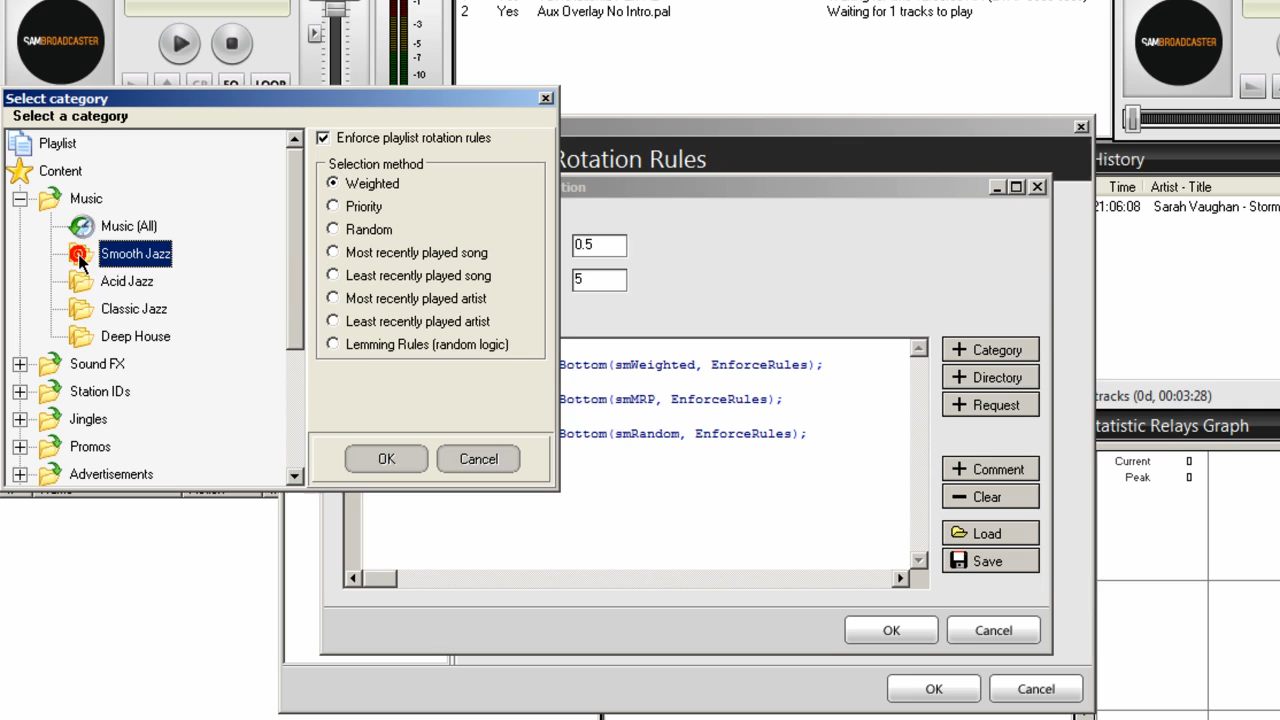 -1
-3
-5
-7
-10
2 Yes Aux Overlay No Intro.pal Waiting for 1 tracks to play
SAMBROADCASTER
SAMBROADCASTER
EQ LOOP
Select category
Select a category
Playlist
Content
Music
Music (All)
Smooth Jazz
Acid Jazz
Classic Jazz
Deep House
Sound FX
Station IDs
Jingles
Promos
Advertisements
Enforce playlist rotation rules
Selection method
Weighted
Priority
Random
Most recently played song
Least recently played song
Most recently played artist
Least recently played artist
Lemming Rules (random logic)
OK Cancel
Rotation Rules
0.5
5
Bottom(smWeighted, EnforceRules);
Bottom(smMRP, EnforceRules);
Bottom(smRandom, EnforceRules);
+ Category
+ Directory
+ Request
+ Comment
− Clear
Load
Save
OK Cancel
OK Cancel
History
Time Artist - Title
21:06:08 Sarah Vaughan - Storm
tracks (0d, 00:03:28)
tatistic Relays Graph
Current 0
Peak 0